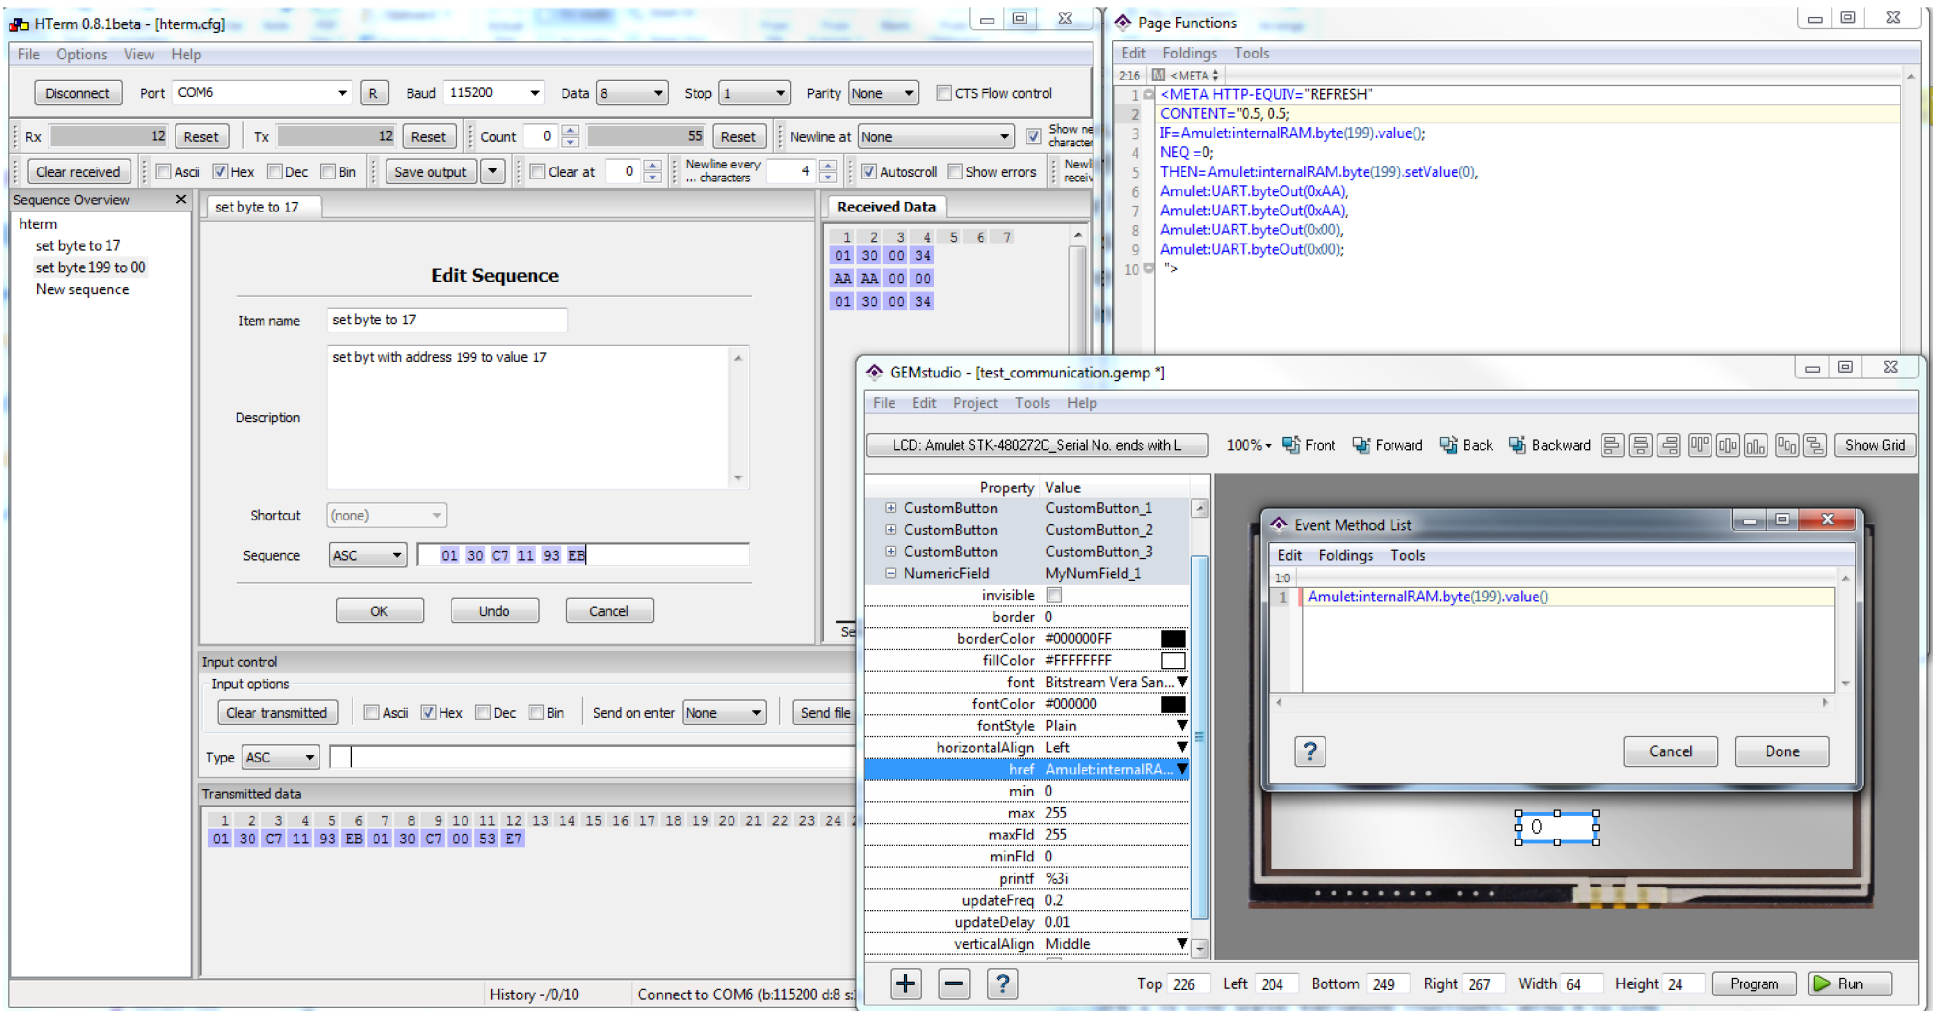 HTerm 0.8.1beta - [hterm.cfg]
File Options View Help
Disconnect Port COM6 R Baud 115200 Data 8 Stop 1 Parity None CTS Flow control
Rx 12 Reset Tx 12 Reset Count 0 55 Reset Newline at None Show ne
character
Clear received Ascii Hex Dec Bin Save output Clear at 0 Newline every
... characters 4 Autoscroll Show errors Newli
receiv
Sequence Overview
hterm
set byte to 17
set byte 199 to 00
New sequence
set byte to 17
Edit Sequence
Item name set byte to 17
set byt with address 199 to value 17
Description
Shortcut (none)
Sequence ASC 01 30 C7 11 93 EB
OK Undo Cancel
Received Data
1 2 3 4 5 6 7
01 30 00 34
AA AA 00 00
01 30 00 34
Se
Input control
Input options
Clear transmitted Ascii Hex Dec Bin Send on enter None Send file
Type ASC
Transmitted data
1 2 3 4 5 6 7 8 9 10 11 12 13 14 15 16 17 18 19 20 21 22 23 24 2
01 30 C7 11 93 EB 01 30 C7 00 53 E7
History -/0/10 Connect to COM6 (b:115200 d:8 s:
Page Functions
Edit Foldings Tools
2:16 M <META
1 <META HTTP-EQUIV="REFRESH"
2 CONTENT="0.5, 0.5;
3 IF=Amulet:internalRAM.byte(199).value();
4 NEQ =0;
5 THEN=Amulet:internalRAM.byte(199).setValue(0),
6 Amulet:UART.byteOut(0xAA),
7 Amulet:UART.byteOut(0xAA),
8 Amulet:UART.byteOut(0x00),
9 Amulet:UART.byteOut(0x00);
10 ">
GEMstudio - [test_communication.gemp *]
File Edit Project Tools Help
LCD: Amulet STK-480272C_Serial No. ends with L 100% Front Forward Back Backward Show Grid
Property Value
CustomButton CustomButton_1
CustomButton CustomButton_2
CustomButton CustomButton_3
NumericField MyNumField_1
invisible
border 0
borderColor #000000FF
fillColor #FFFFFFFF
font Bitstream Vera San...
fontColor #000000
fontStyle Plain
horizontalAlign Left
href Amulet:internalRA...
min 0
max 255
maxFld 255
minFld 0
printf %3i
updateFreq 0.2
updateDelay 0.01
verticalAlign Middle
Event Method List
Edit Foldings Tools
1:0
1 Amulet:internalRAM.byte(199).value()
? Cancel Done
0
+ − ? Top 226 Left 204 Bottom 249 Right 267 Width 64 Height 24 Program Run